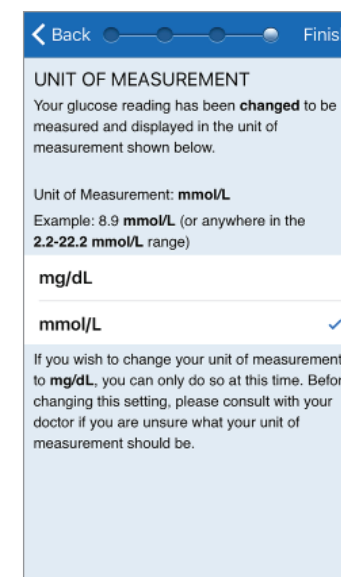 Back Finis
UNIT OF MEASUREMENT
Your glucose reading has been changed to be
measured and displayed in the unit of
measurement shown below.
Unit of Measurement: mmol/L
Example: 8.9 mmol/L (or anywhere in the
2.2-22.2 mmol/L range)
mg/dL
mmol/L
If you wish to change your unit of measurement
to mg/dL, you can only do so at this time. Befor
changing this setting, please consult with your
doctor if you are unsure what your unit of
measurement should be.